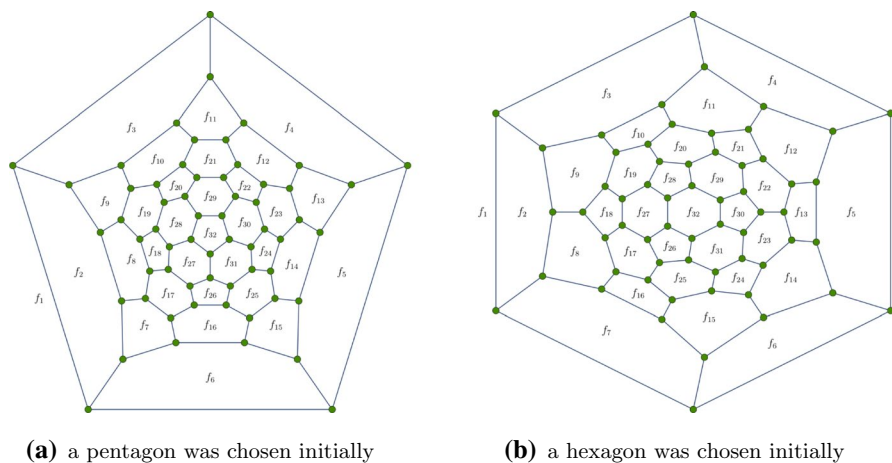 f3
f4
f11
f10
f21
f12
f20
f22
f9
f29
f13
f19
f23
f28
f30
f32
f8
f18
f24
f2
f27
f31
f14
f5
f1
f17
f26
f25
f7
f16
f15
f6
(a) a pentagon was chosen initially
f4
f3
f11
f10
f20
f21
f12
f9
f19
f28
f29
f22
f1
f2
f18
f27
f32
f30
f13
f5
f8
f17
f26
f31
f23
f25
f24
f14
f16
f15
f7
f6
(b) a hexagon was chosen initially